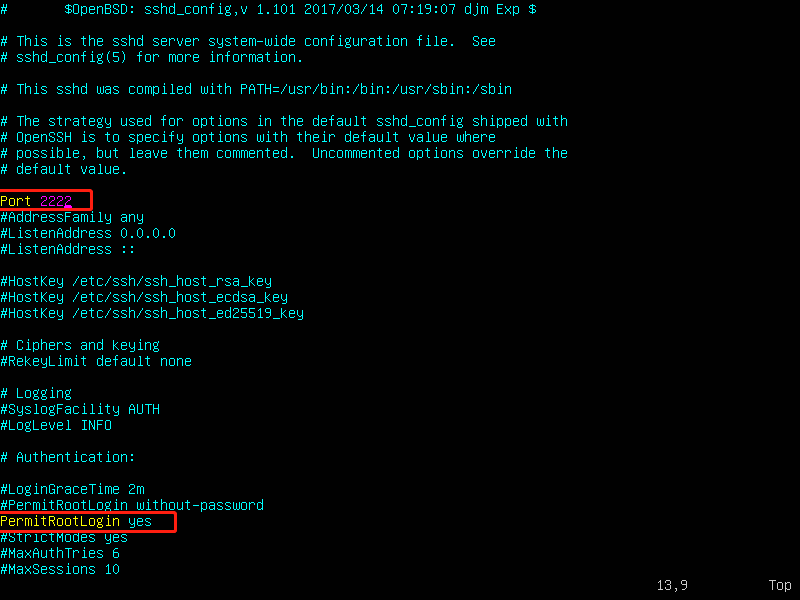 #       $OpenBSD: sshd_config,v 1.101 2017/03/14 07:19:07 djm Exp $
# This is the sshd server system-wide configuration file.  See
# sshd_config(5) for more information.
# This sshd was compiled with PATH=/usr/bin:/bin:/usr/sbin:/sbin
# The strategy used for options in the default sshd_config shipped with
# OpenSSH is to specify options with their default value where
# possible, but leave them commented.  Uncommented options override the
# default value.
Port 2222
#AddressFamily any
#ListenAddress 0.0.0.0
#ListenAddress ::
#HostKey /etc/ssh/ssh_host_rsa_key
#HostKey /etc/ssh/ssh_host_ecdsa_key
#HostKey /etc/ssh/ssh_host_ed25519_key
# Ciphers and keying
#RekeyLimit default none
# Logging
#SyslogFacility AUTH
#LogLevel INFO
# Authentication:
#LoginGraceTime 2m
#PermitRootLogin without-password
PermitRootLogin yes
#StrictModes yes
#MaxAuthTries 6
#MaxSessions 10
13,9          Top